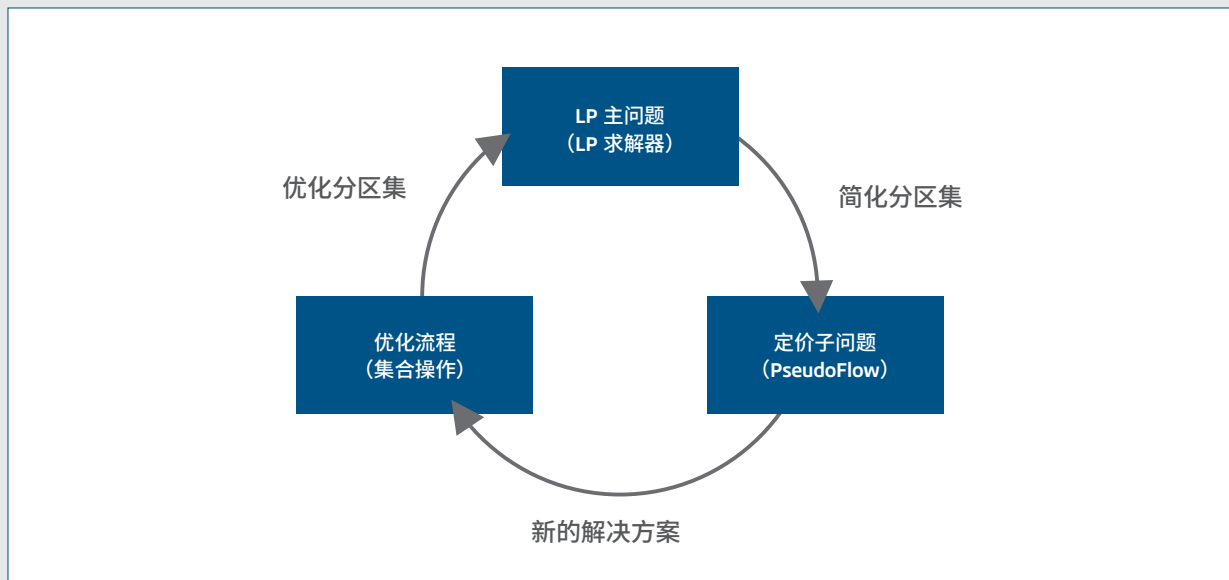 LP 主问题
（LP 求解器）
优化分区集
简化分区集
优化流程
（集合操作）
定价子问题
（PseudoFlow）
新的解决方案